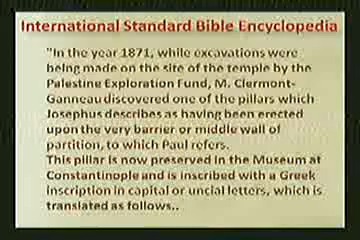 International Standard Bible Encyclopedia
"In the year 1871, while excavations were
being made on the site of the temple by the
Palestine Exploration Fund, M. Clermont-
Ganneau discovered one of the pillars which
Josephus describes as having been erected
upon the very barrier or middle wall of
partition, to which Paul refers.
This pillar is now preserved in the Museum at
Constantinople and is inscribed with a Greek
inscription in capital or uncial letters, which is
translated as follows..